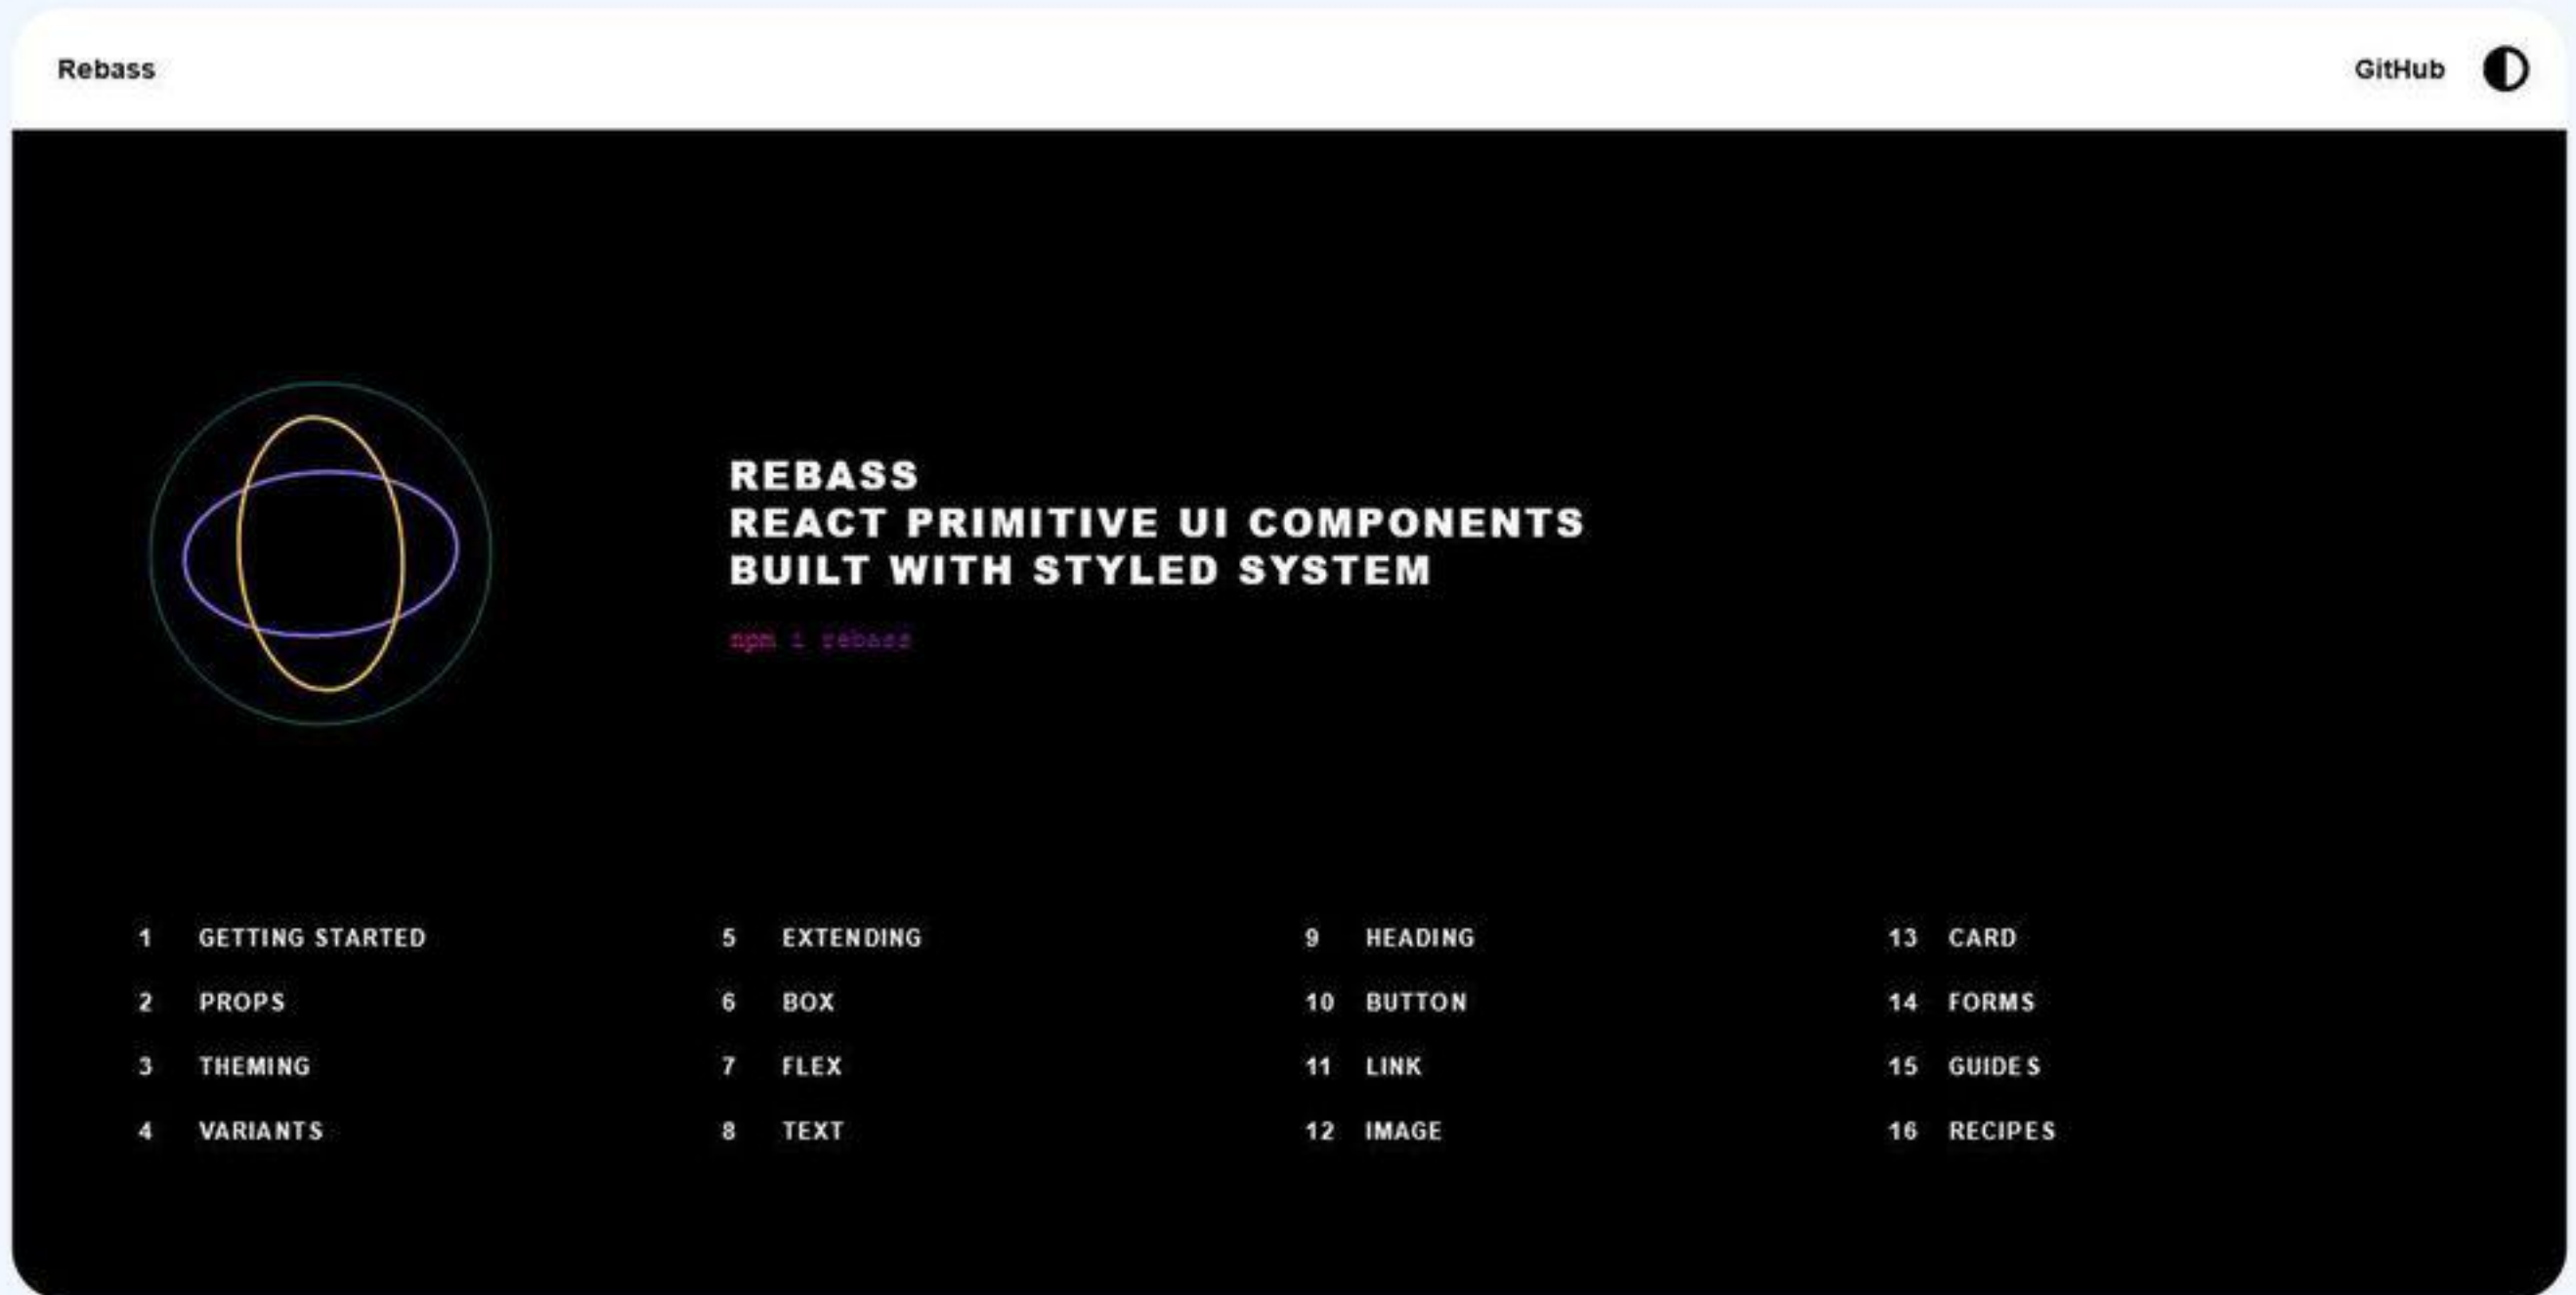 Rebass
GitHub
REBASS
REACT PRIMITIVE UI COMPONENTS
BUILT WITH STYLED SYSTEM
npm i rebass
1 GETTING STARTED
2 PROPS
3 THEMING
4 VARIANTS
5 EXTENDING
6 BOX
7 FLEX
8 TEXT
9 HEADING
10 BUTTON
11 LINK
12 IMAGE
13 CARD
14 FORMS
15 GUIDES
16 RECIPES